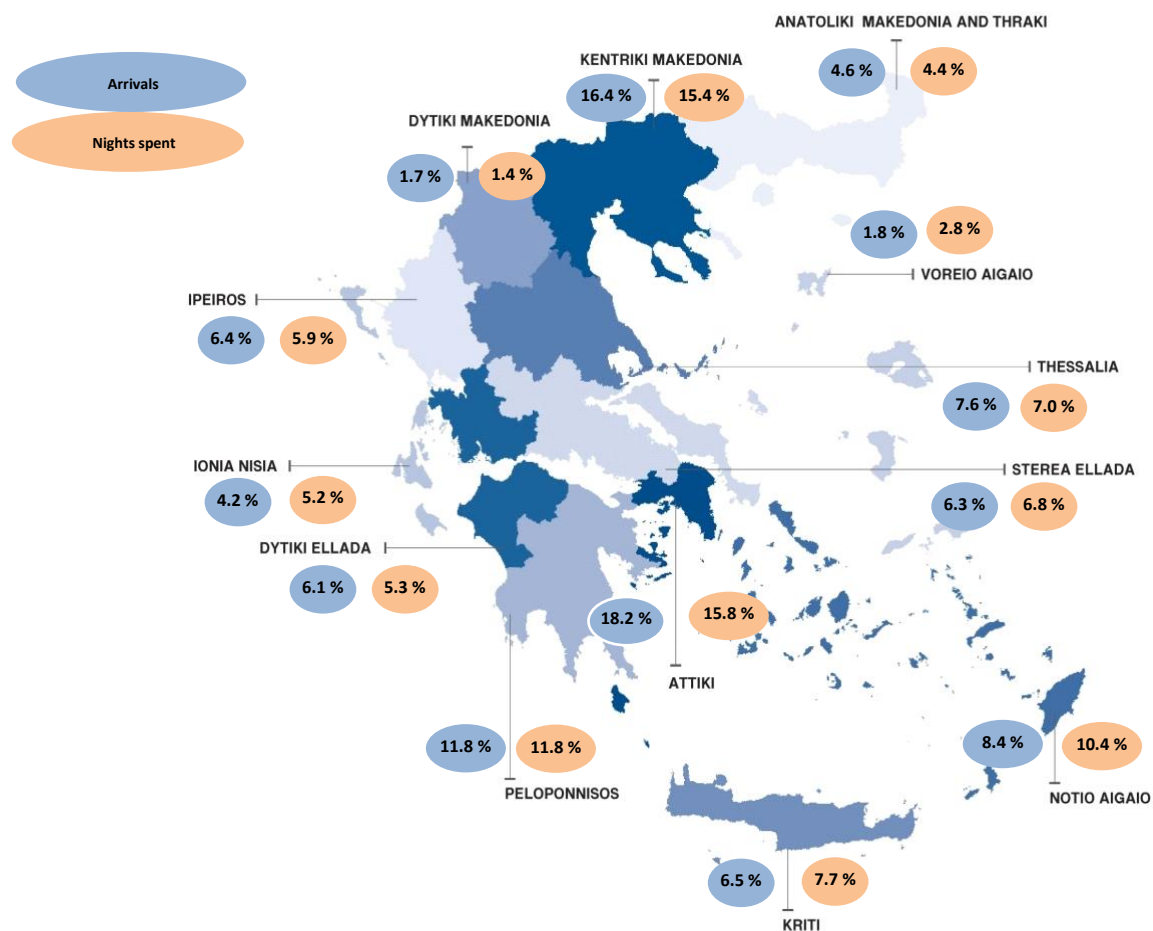 ANATOLIKI MAKEDONIA AND THRAKI
4.6 %
4.4 %
Arrivals
Nights spent
KENTRIKI MAKEDONIA
16.4 %
15.4 %
DYTIKI MAKEDONIA
1.7 %
1.4 %
1.8 %
2.8 %
VOREIO AIGAIO
IPEIROS
6.4 %
5.9 %
THESSALIA
7.6 %
7.0 %
IONIA NISIA
4.2 %
5.2 %
STEREA ELLADA
6.3 %
6.8 %
DYTIKI ELLADA
6.1 %
5.3 %
18.2 %
15.8 %
ATTIKI
11.8 %
11.8 %
PELOPONNISOS
8.4 %
10.4 %
NOTIO AIGAIO
6.5 %
7.7 %
KRITI